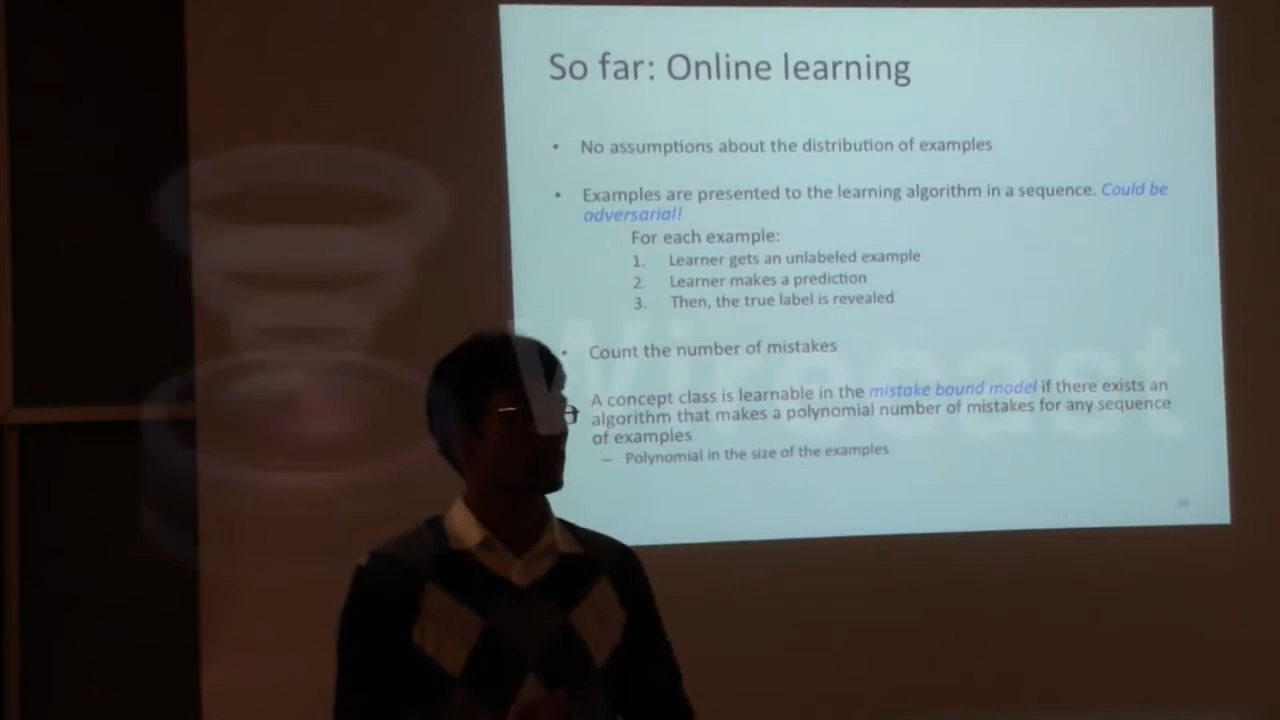 So far: Online learning
• No assumptions about the distribution of examples
• Examples are presented to the learning algorithm in a sequence. Could be
adversarial!
For each example:
1. Learner gets an unlabeled example
2. Learner makes a prediction
3. Then, the true label is revealed
• Count the number of mistakes
A concept class is learnable in the mistake bound model if there exists an
algorithm that makes a polynomial number of mistakes for any sequence
of examples
– Polynomial in the size of the examples
Wirecast